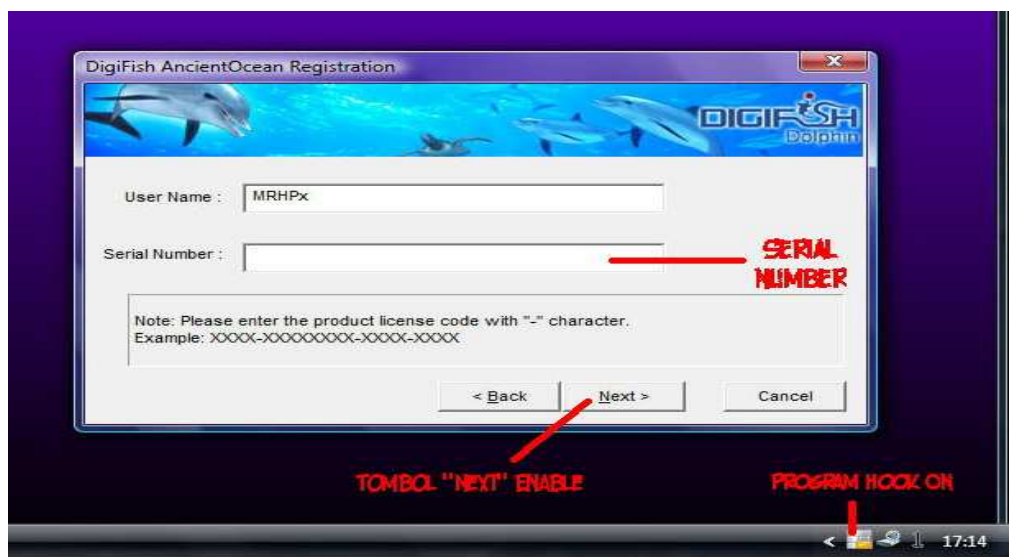 DigiFish AncientOcean Registration
DIGIFISH
Dolphin
User Name :
MRHPx
Serial Number :
SERIAL
NUMBER
Note: Please enter the product license code with "-" character.
Example: XXXX-XXXXXXXX-XXXX-XXXX
< Back
Next >
Cancel
TOMBOL "NEXT" ENABLE
PROGRAM HOOK ON
17:14